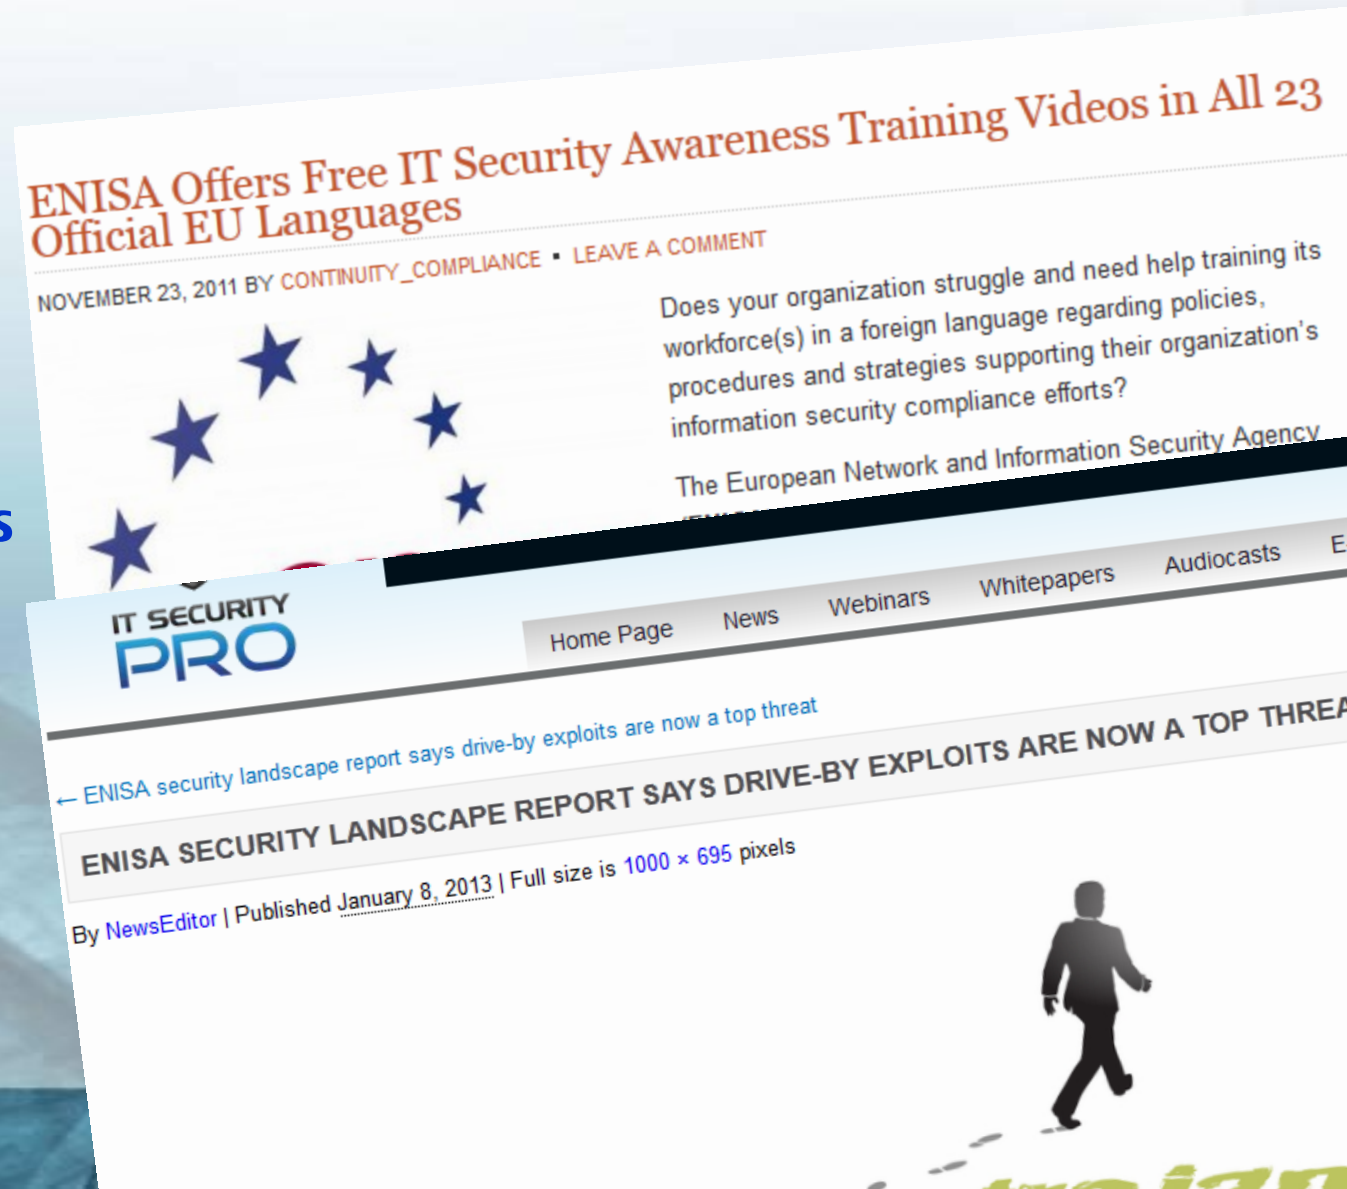 ENISA Offers Free IT Security Awareness Training Videos in All 23
Official EU Languages
NOVEMBER 23, 2011 BY CONTINUITY_COMPLIANCE ▪ LEAVE A COMMENT
Does your organization struggle and need help training its
workforce(s) in a foreign language regarding policies,
procedures and strategies supporting their organization's
information security compliance efforts?
The European Network and Information Security Agency
s
IT SECURITY
PRO
Home Page News Webinars Whitepapers Audiocasts E
← ENISA security landscape report says drive-by exploits are now a top threat
ENISA SECURITY LANDSCAPE REPORT SAYS DRIVE-BY EXPLOITS ARE NOW A TOP THREA
By NewsEditor | Published January 8, 2013 | Full size is 1000 × 695 pixels